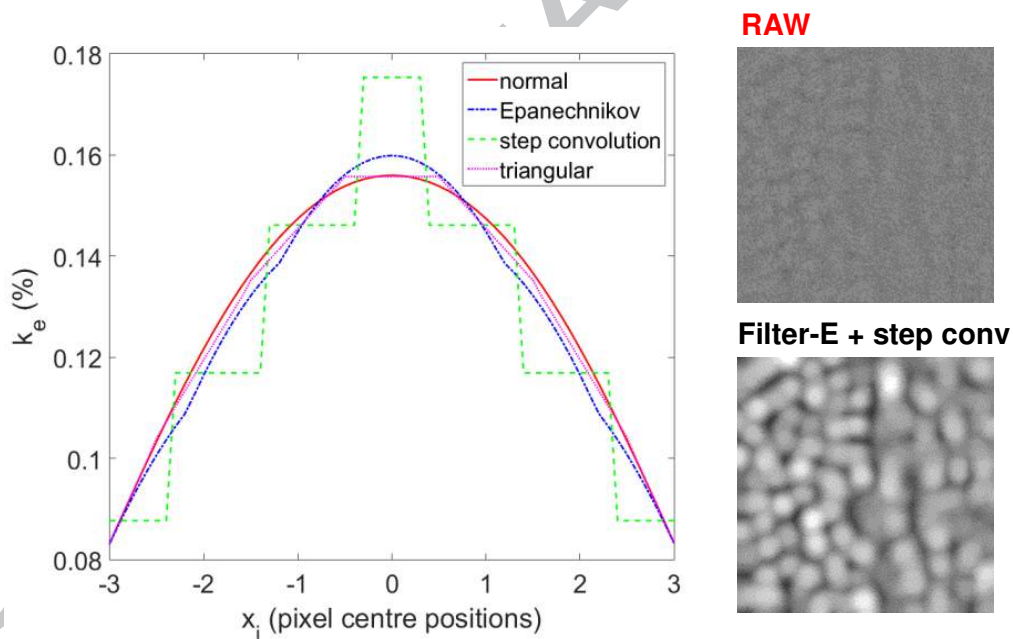 0.18
0.16
0.14
0.12
0.1
0.08
k_e (%)
-3 -2 -1 0 1 2 3
x_i (pixel centre positions)
normal
Epanechnikov
step convolution
triangular
RAW
Filter-E + step conv